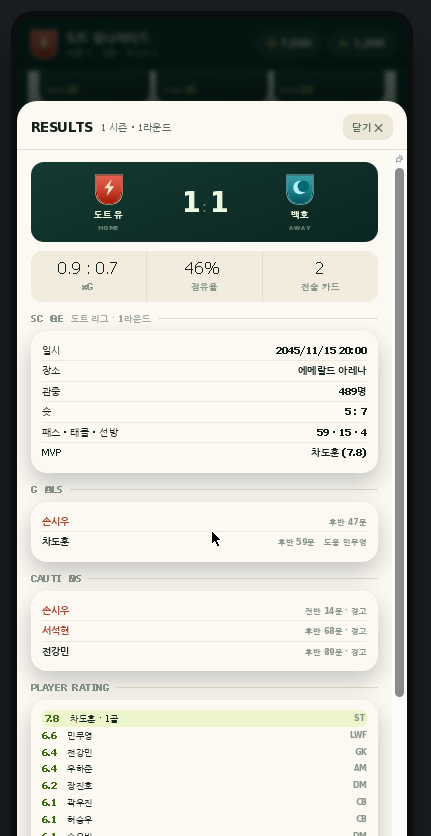 RESULTS 1 시즌 · 1라운드
닫기 ✕
도트 유
HOME
1:1
백호
AWAY
0.9 : 0.7
xG
46%
점유율
2
전술 카드
도트 리그 · 1라운드
일시 2045/11/15 20:00
장소 에메랄드 아레나
관중 489명
슛 5 : 7
패스 · 태클 · 선방 59 · 15 · 4
MVP 차도훈 (7.8)
손시우 후반 47분
차도훈 후반 59분 · 도움 민무영
손시우 전반 14분 · 경고
서석현 후반 68분 · 경고
전강민 후반 89분 · 경고
PLAYER RATING
7.8 차도훈 · 1골 ST
6.6 민무영 LWF
6.4 전강민 GK
6.4 우하준 AM
6.2 장진호 DM
6.1 곽우진 CB
6.1 허승우 CB
6.1